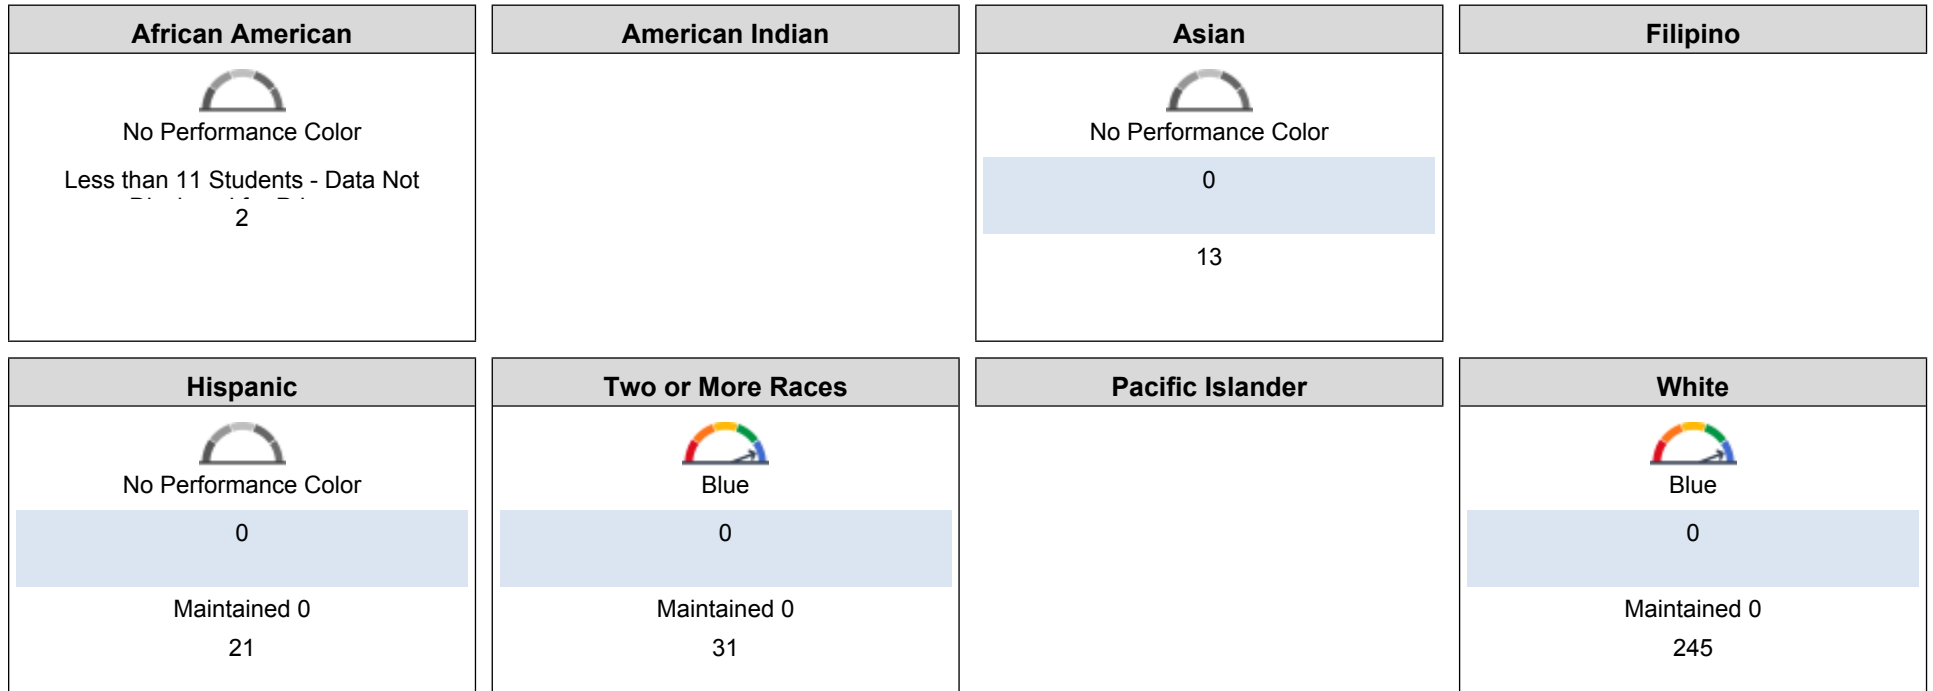 African American
American Indian
Asian
Filipino
No Performance Color
No Performance Color
Less than 11 Students - Data Not
2
0
13
Hispanic
Two or More Races
Pacific Islander
White
No Performance Color
Blue
Blue
0
0
0
Maintained 0
Maintained 0
Maintained 0
21
31
245